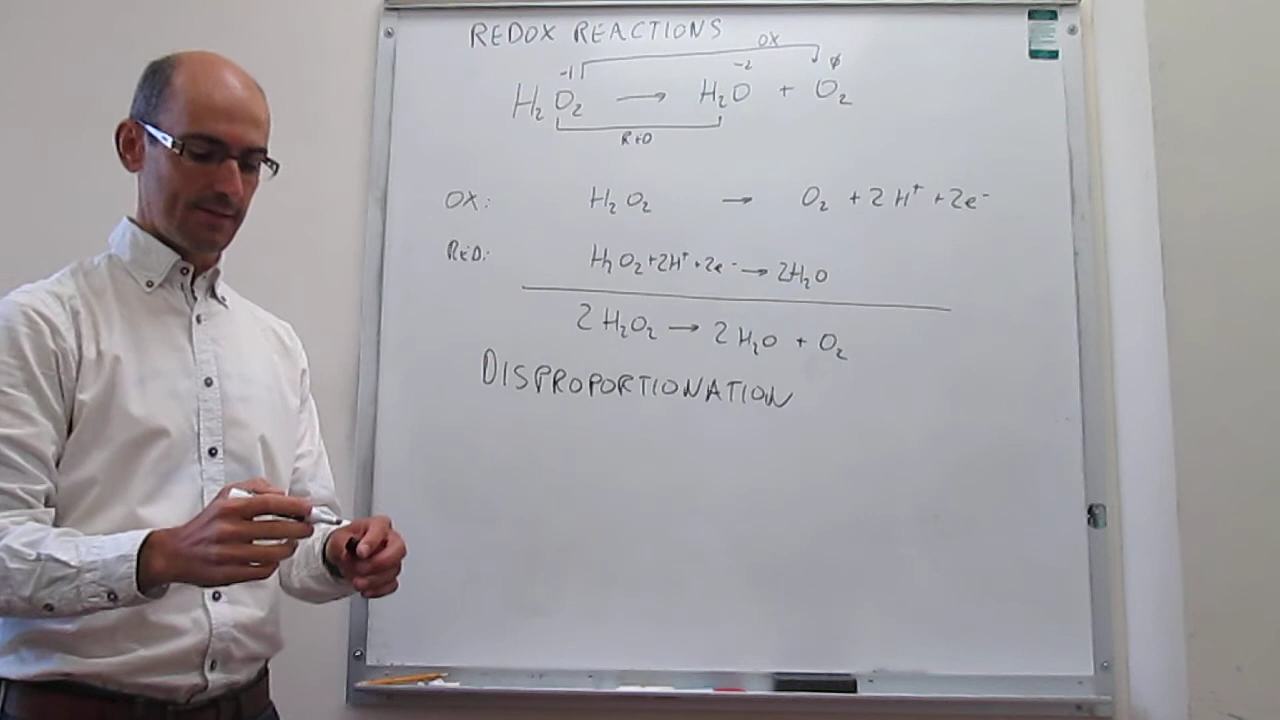 REDOX REACTIONS
OX
-1 -2 ∅
H₂O₂ → H₂O + O₂
RED
OX: H₂O₂ → O₂ + 2H⁺ + 2e⁻
RED: H₂O₂ + 2H⁺ + 2e⁻ → 2H₂O
2H₂O₂ → 2H₂O + O₂
DISPROPORTIONATION